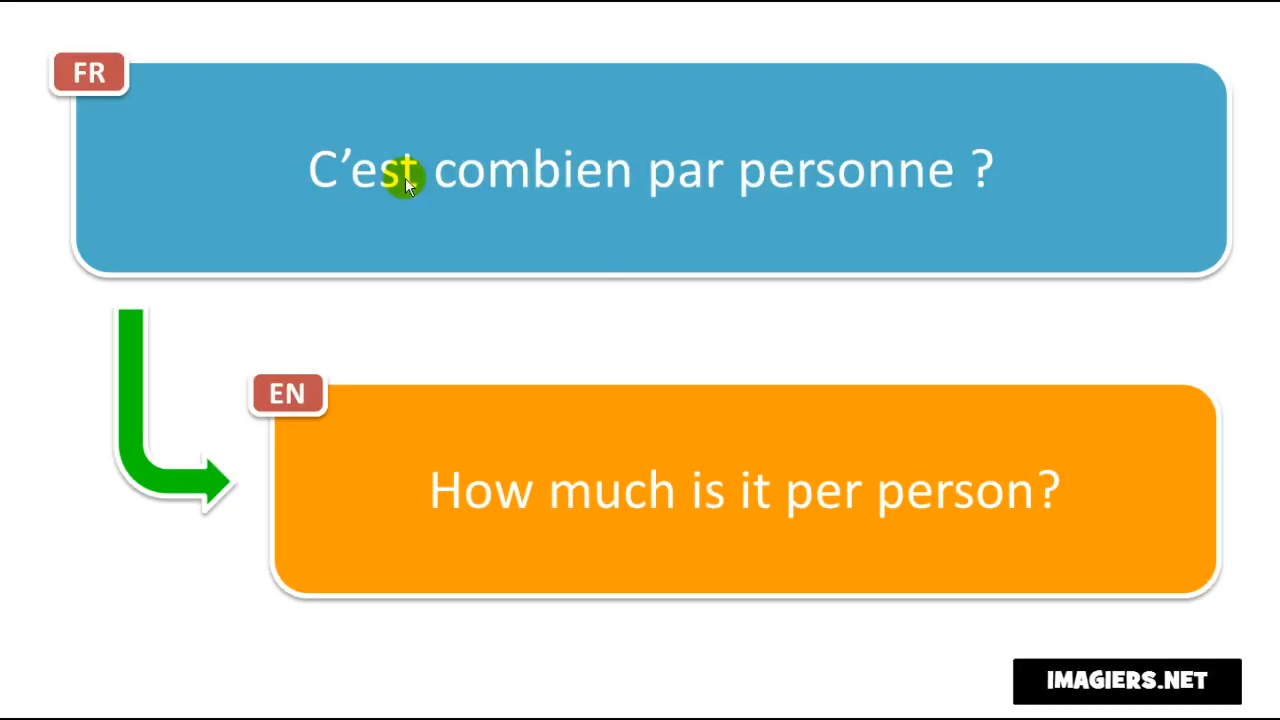 FR
C’est combien par personne ?
EN
How much is it per person?
IMAGIERS.NET